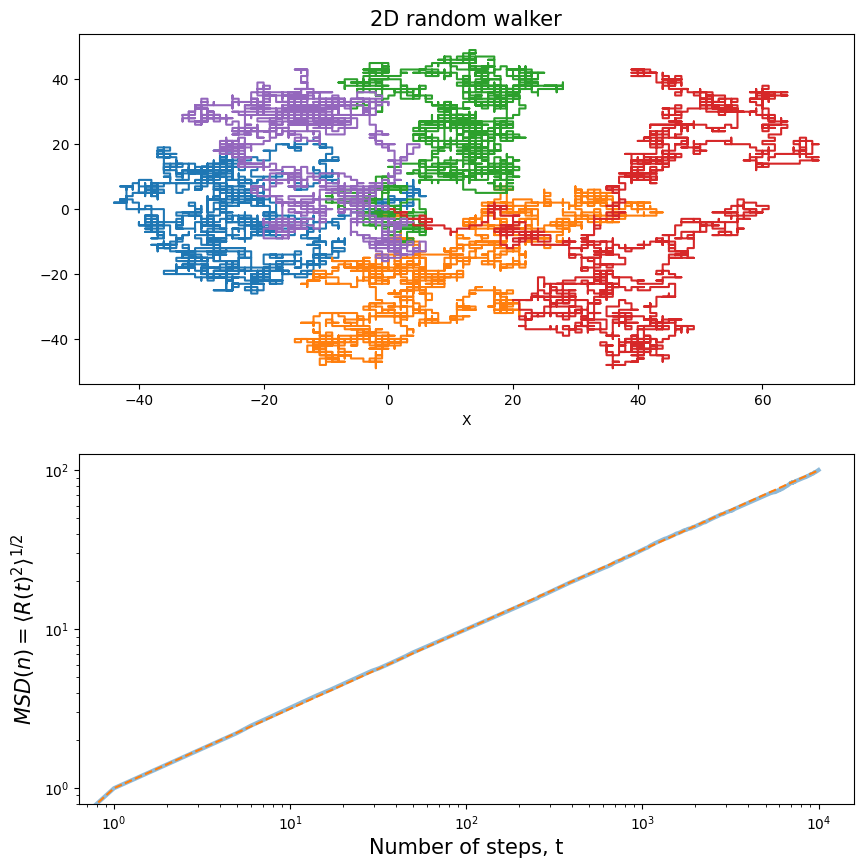 2D random walker
40
20
0
−20
−40
−40 −20 0 20 40 60
X
10² 
10¹
10⁰
MSD(n) = ⟨R(t)²⟩^{1/2}
10⁰ 10¹ 10² 10³ 10⁴
Number of steps, t